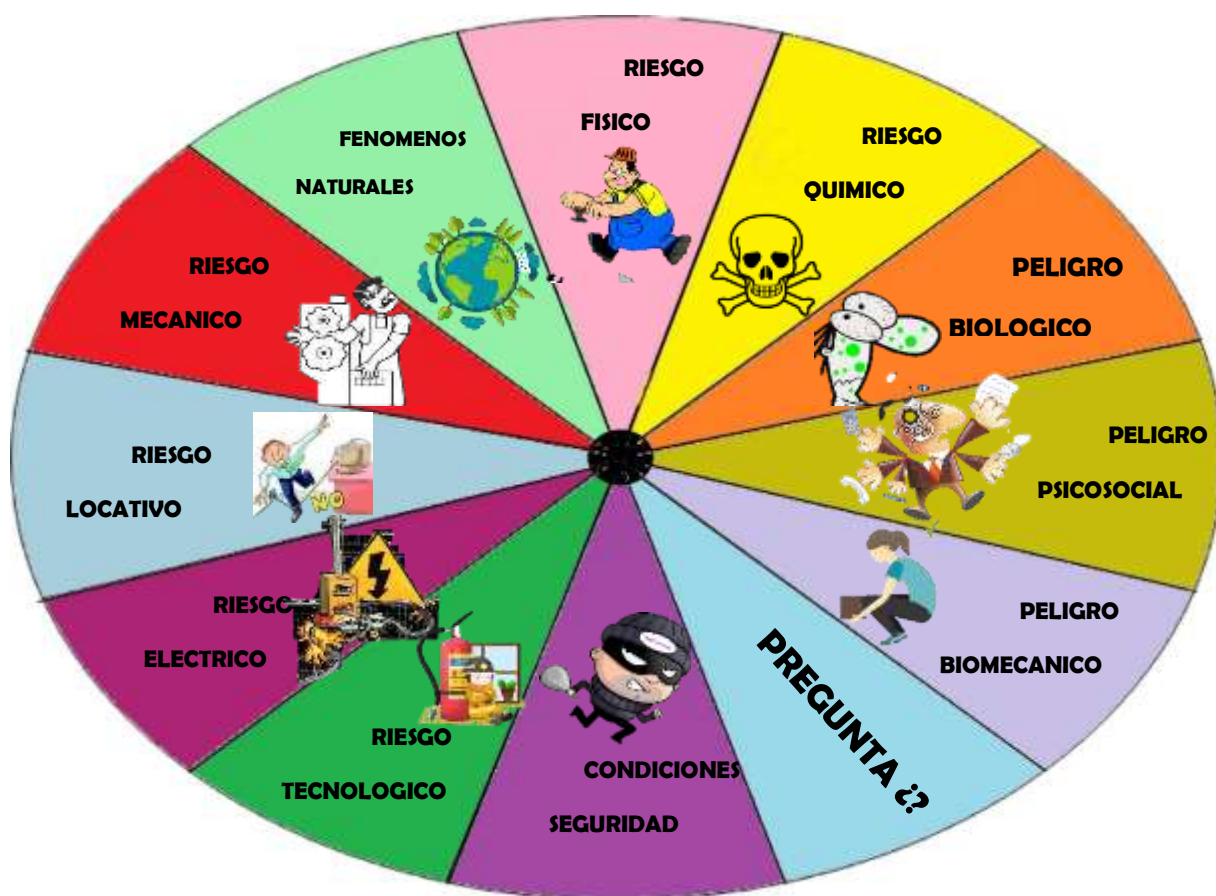 RIESGO
FISICO
RIESGO
QUIMICO
PELIGRO
BIOLOGICO
PELIGRO
PSICOSOCIAL
PELIGRO
BIOMECANICO
PREGUNTA ¿?
CONDICIONES
SEGURIDAD
RIESGO
TECNOLOGICO
RIESGO
ELECTRICO
RIESGO
LOCATIVO
NO
RIESGO
MECANICO
FENOMENOS
NATURALES